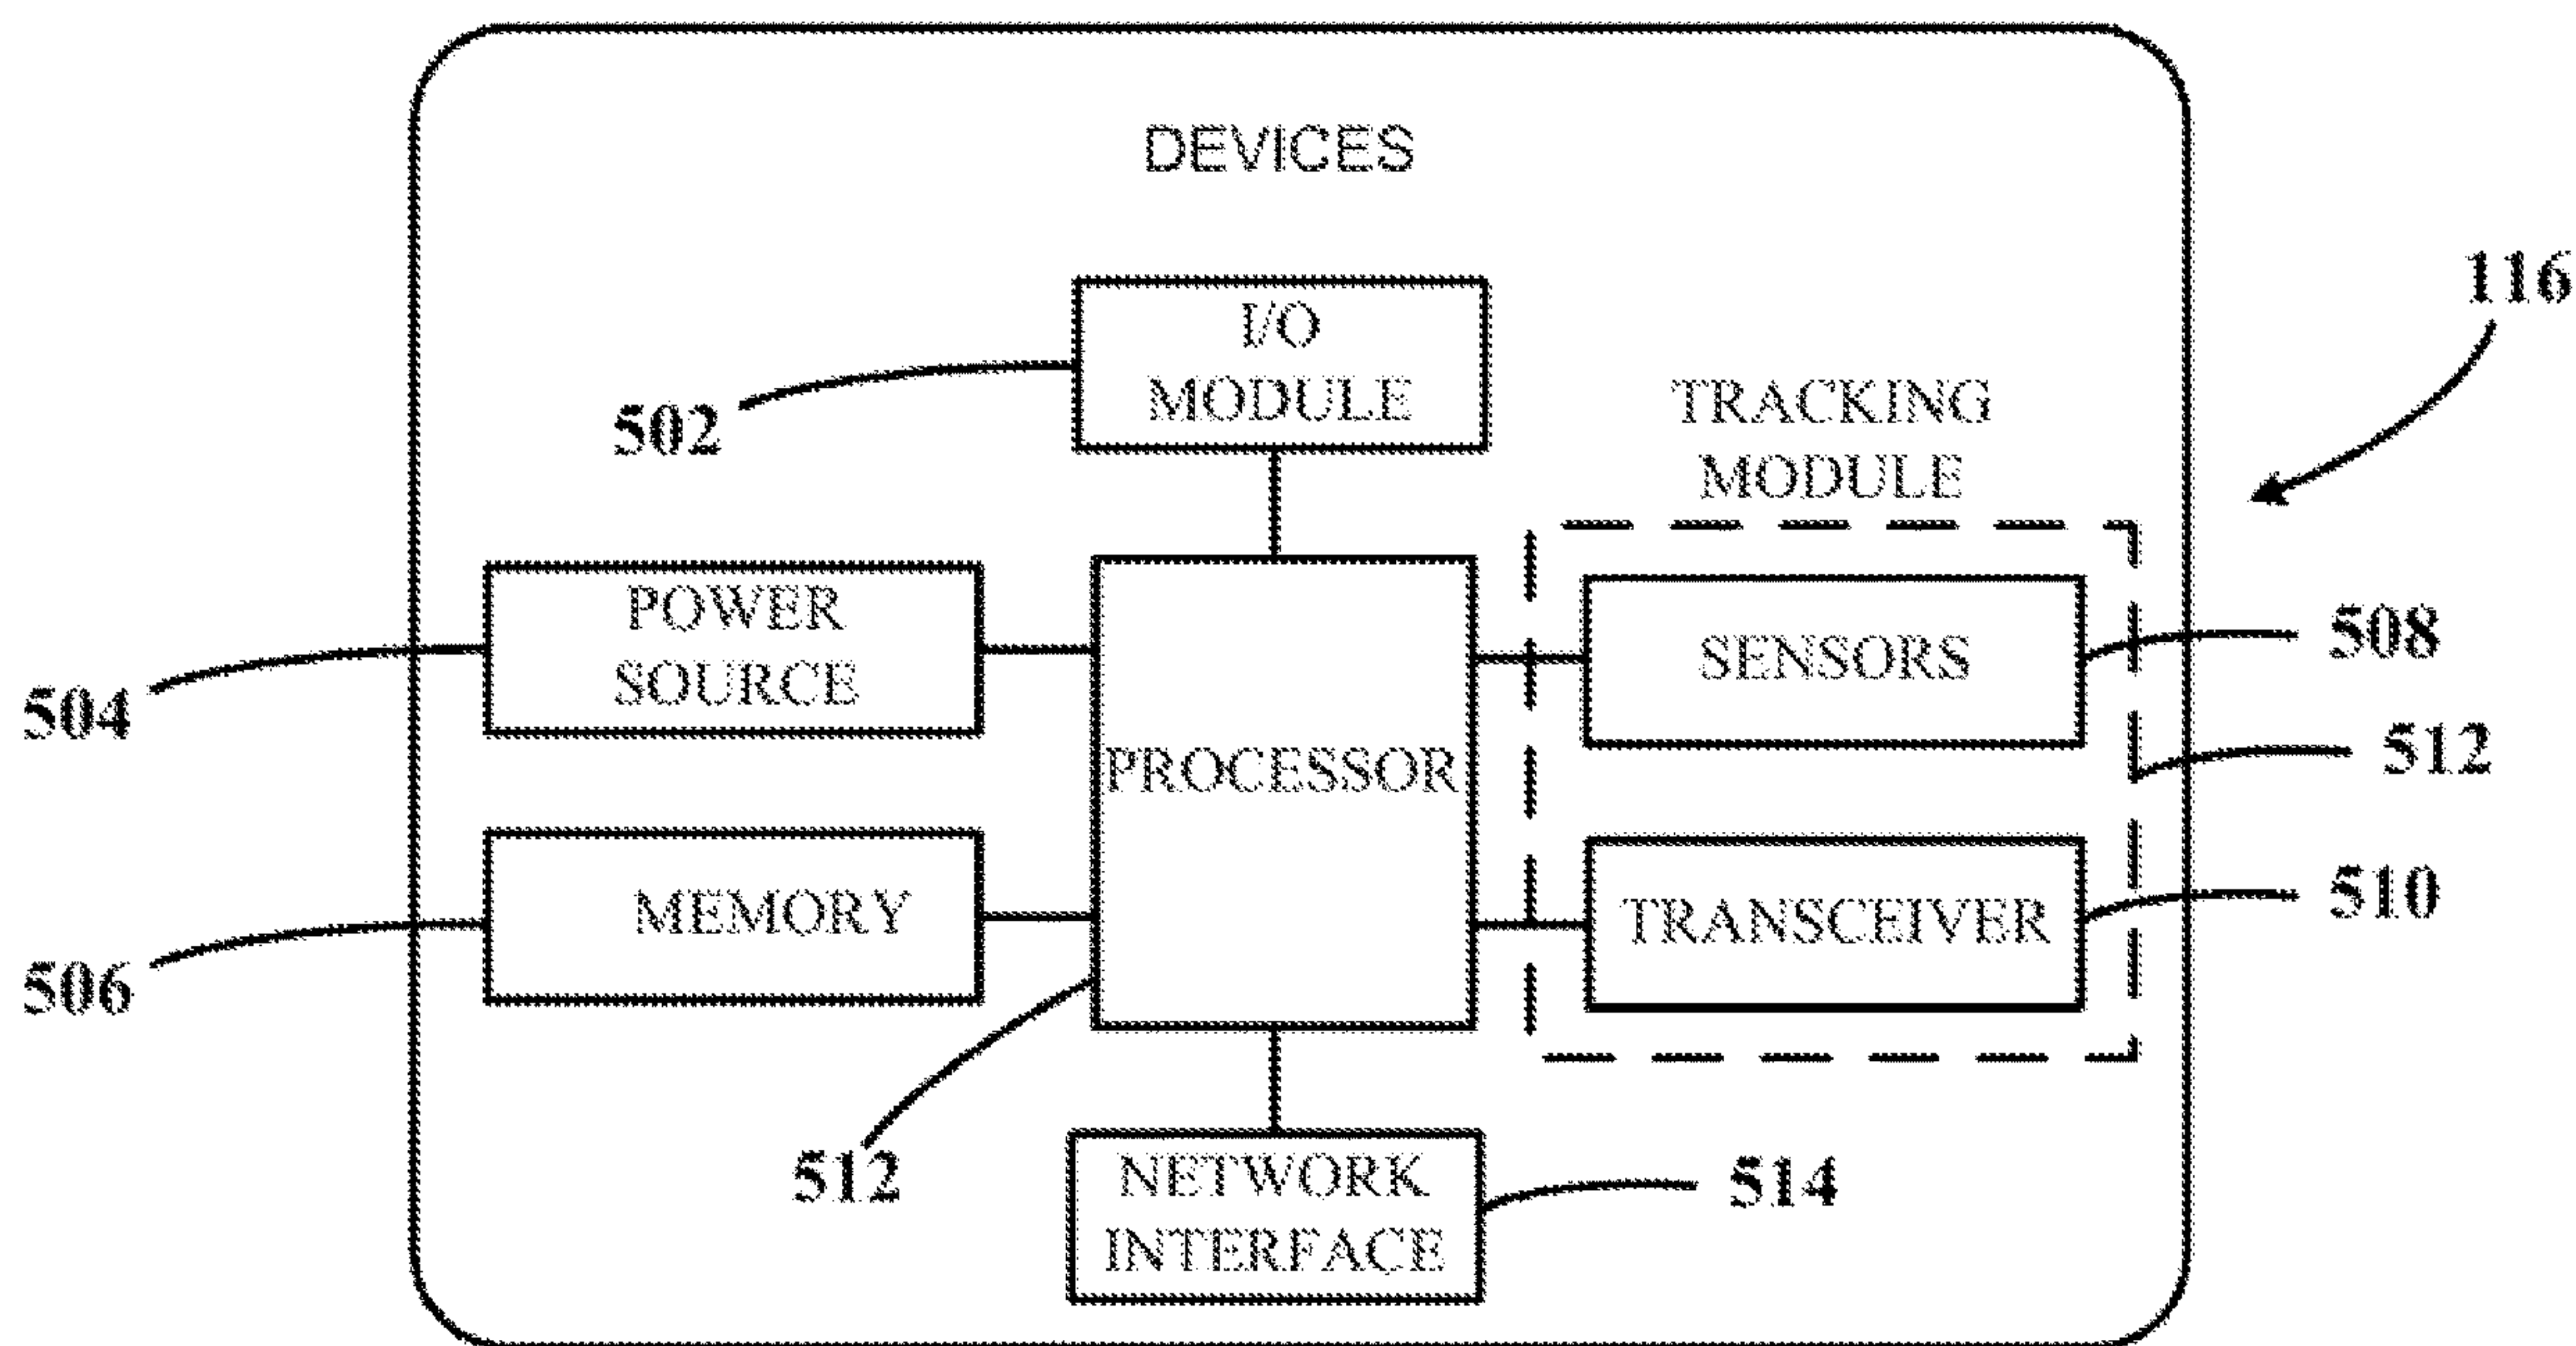 DEVICES
116
I/O
MODULE
502
TRACKING
MODULE
POWER
SOURCE
504
SENSORS
508
PROCESSOR
512
MEMORY
506
TRANSCEIVER
510
512
NETWORK
INTERFACE
514